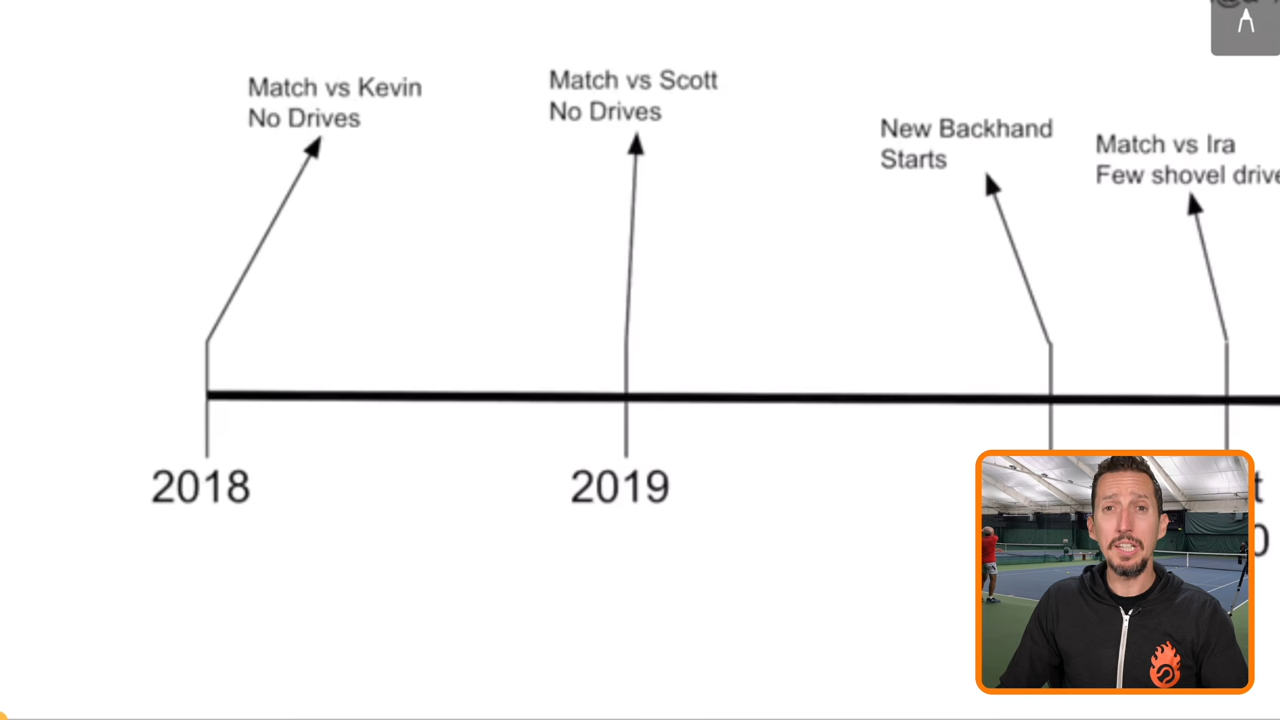 Match vs Kevin
No Drives
Match vs Scott
No Drives
New Backhand
Starts
Match vs Ira
Few shovel drive
2018
2019